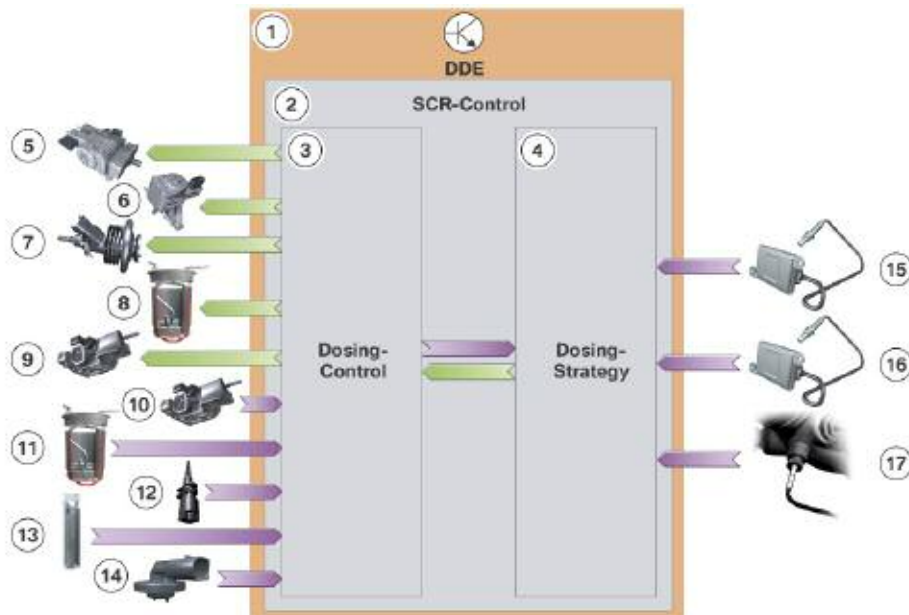 1
DDE
2
SCR-Control
3
4
5
6
7
8
9
10
11
12
13
14
Dosing-
Control
Dosing-
Strategy
15
16
17